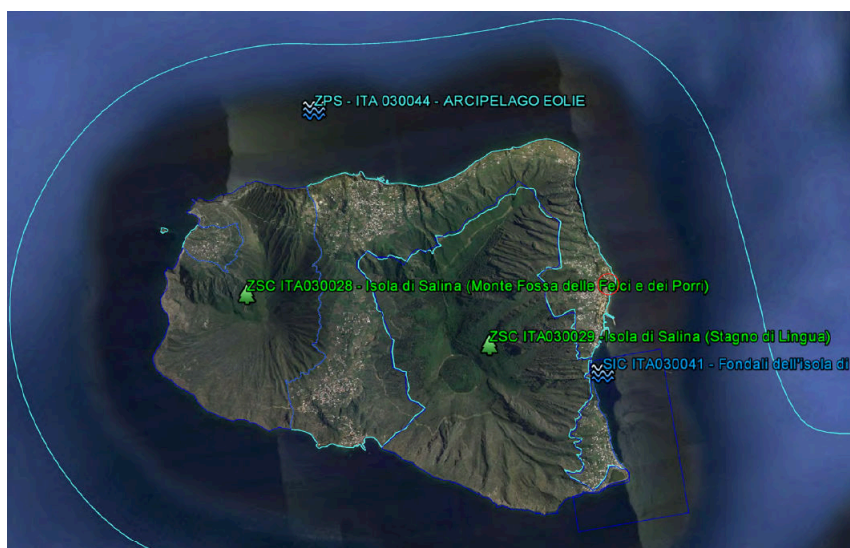 ZPS - ITA 030044 - ARCIPELAGO EOLIE
ZSC ITA030028 - Isola di Salina (Monte Fossa delle Felci e dei Porri)
ZSC ITA030029 -Isola di Salina (Stagno di Lingua)
SIC ITA030041 - Fondali dell'isola di